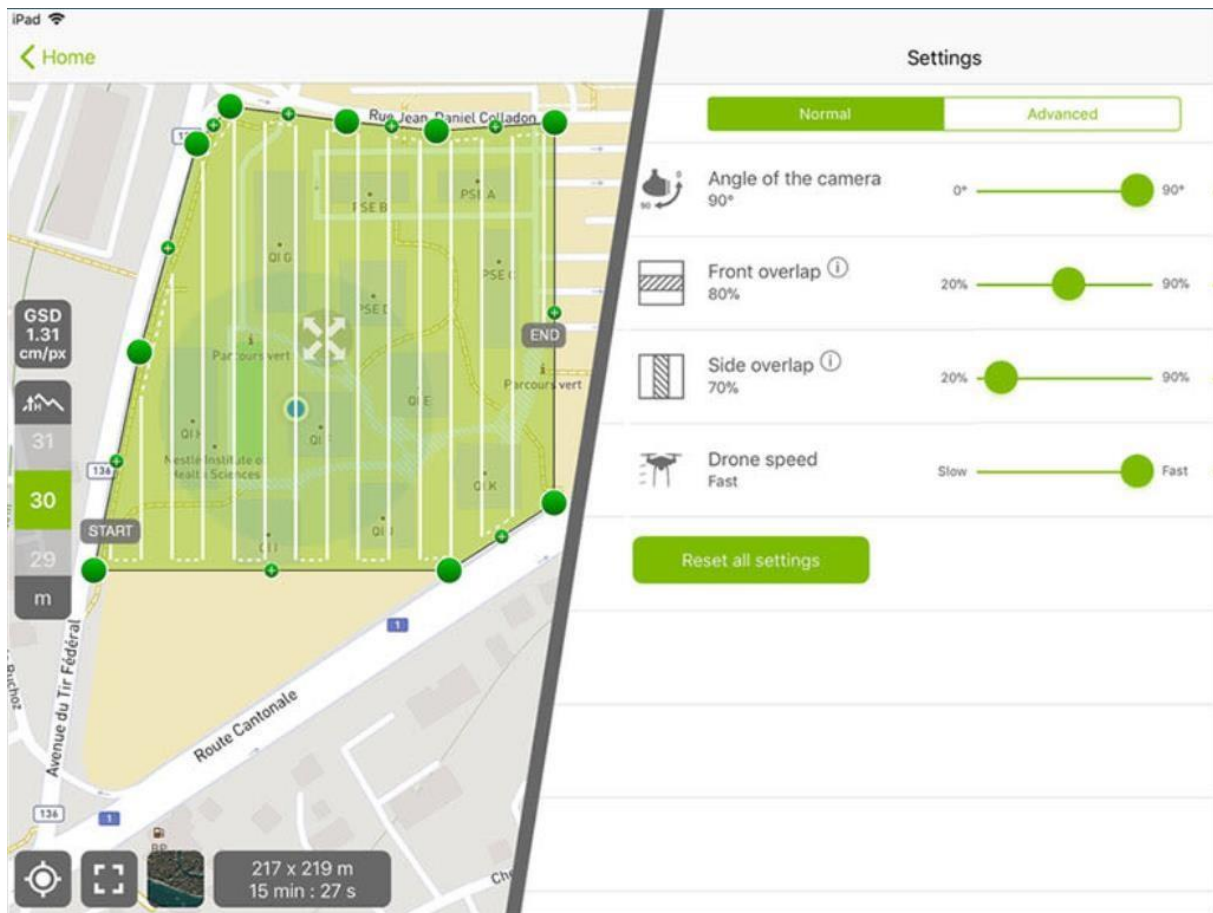 iPad
Home
Settings
Normal
Advanced
Angle of the camera
90°
0°
90°
0
90
Front overlap i
80%
20%
90%
Side overlap i
70%
20%
90%
Drone speed
Fast
Slow
Fast
Reset all settings
Rue Jean-Daniel Colladon
PSE B
PSE A
QI G
PSE C
PSE D
GSD
1.31
cm/px
END
Parcours vert
Parcours vert
H
31
30
29
m
QI E
QI H
Nestlé Institute of
Health Sciences
136
QI K
START
QI J
1
Avenue du Tir Fédéral
Route Cantonale
136
1
BP
217 x 219 m
15 min : 27 s
Che